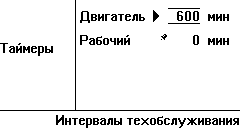 Двигатель 600 мин
Рабочий 0 мин
Таймеры
Интервалы техобслуживания